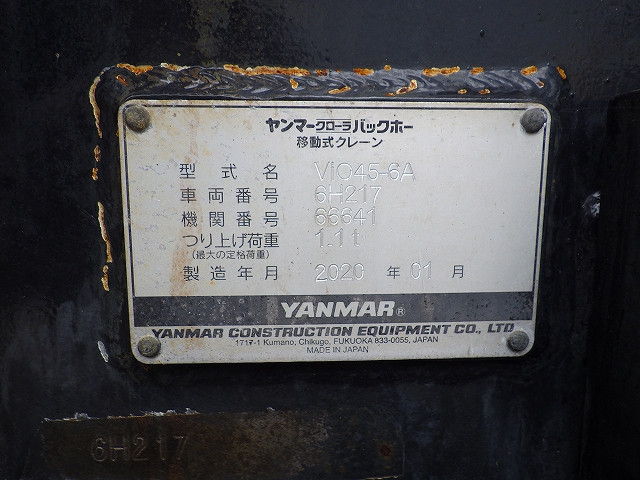 ヤンマークローラバックホー
移動式クレーン
型式名 ViO45-6A
車両番号 6H217
機関番号 66641
つり上げ荷重 1.1t
(最大の定格荷重)
製造年月 2020 年 01 月
YANMAR®
YANMAR CONSTRUCTION EQUIPMENT CO., LTD
1717-1 Kumano, Chikugo, FUKUOKA 833-0055, JAPAN
MADE IN JAPAN
6H217